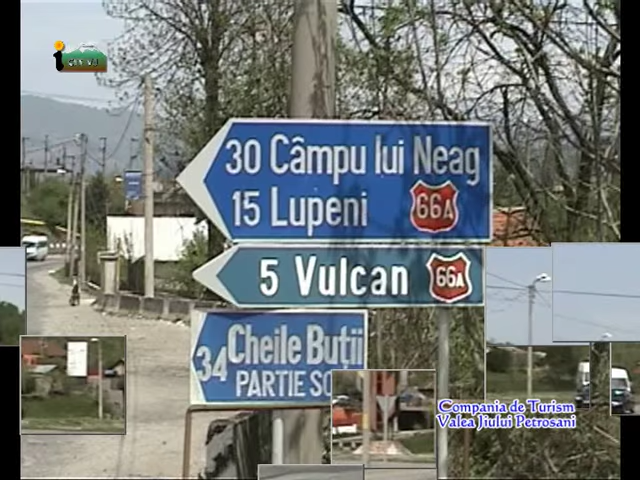 30 Câmpu lui Neag
15 Lupeni 66A
5 Vulcan 66A
34 Cheile Buţii
PARTIE
Compania de Turism
Valea Jiului Petrosani